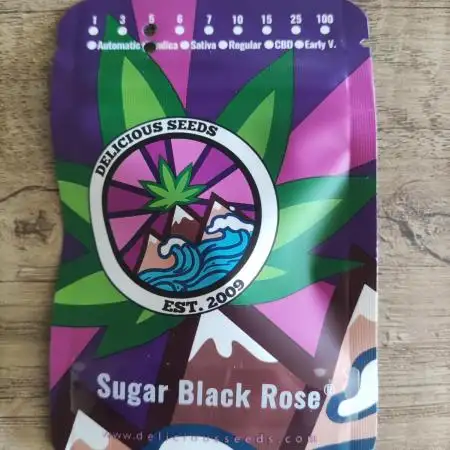 1 3 5 6 7 10 15 25 100
Automatic Indica Sativa Regular CBD Early V.
DELICIOUS SEEDS
EST. 2009
Sugar Black Rose®
www.deliciousseeds.com